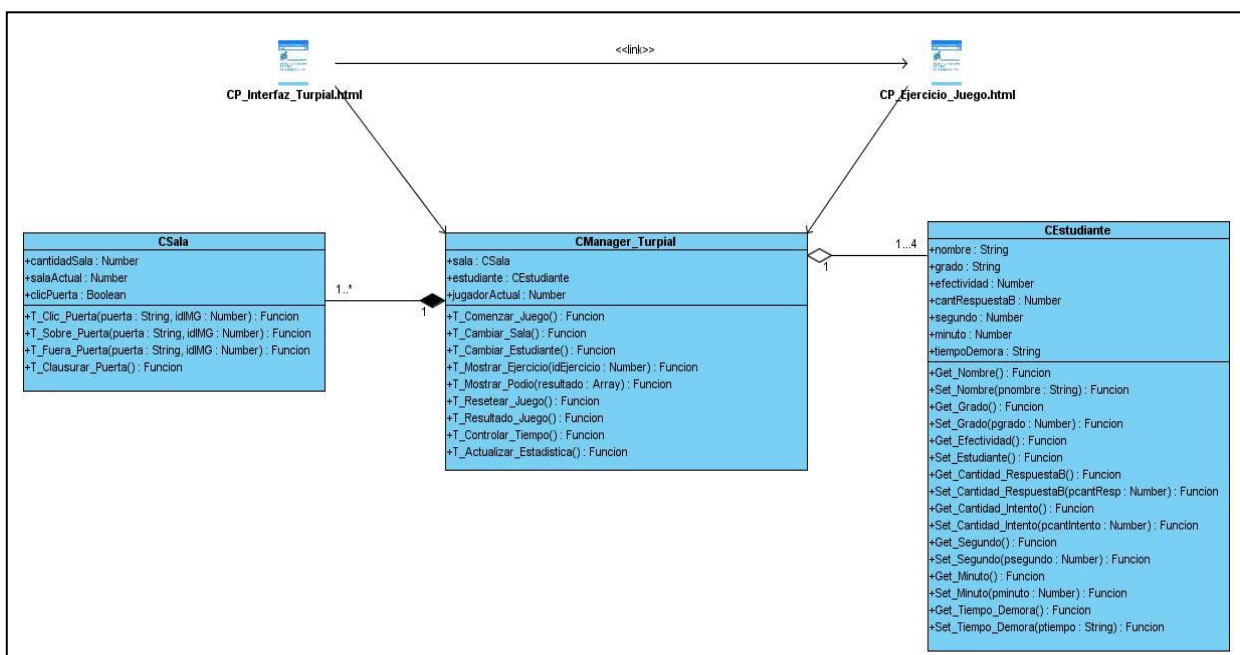 <<link>>
CP_Interfaz_Turpial.html
CP_Ejercicio_Juego.html
CSala
+cantidadSala : Number
+salaActual : Number
+clicPuerta : Boolean
+T_Clic_Puerta(puerta : String, idIMG : Number) : Funcion
+T_Sobre_Puerta(puerta : String, idIMG : Number) : Funcion
+T_Fuera_Puerta(puerta : String, idIMG : Number) : Funcion
+T_Clausurar_Puerta() : Funcion
1..*
1
CManager_Turpial
+sala : CSala
+estudiante : CEstudiante
+jugadorActual : Number
+T_Comenzar_Juego() : Funcion
+T_Cambiar_Sala() : Funcion
+T_Cambiar_Estudiante() : Funcion
+T_Mostrar_Ejercicio(idEjercicio : Number) : Funcion
+T_Mostrar_Podio(resultado : Array) : Funcion
+T_Resetear_Juego() : Funcion
+T_Resultado_Juego() : Funcion
+T_Controlar_Tiempo() : Funcion
+T_Actualizar_Estadistica() : Funcion
1
1...4
CEstudiante
+nombre : String
+grado : String
+efectividad : Number
+cantRespuestaB : Number
+segundo : Number
+minuto : Number
+tiempoDemora : String
+Get_Nombre() : Funcion
+Set_Nombre(pnombre : String) : Funcion
+Get_Grado() : Funcion
+Set_Grado(pgrado : Number) : Funcion
+Get_Efectividad() : Funcion
+Set_Estudiante() : Funcion
+Get_Cantidad_RespuestaB() : Funcion
+Set_Cantidad_RespuestaB(pcantResp : Number) : Funcion
+Get_Cantidad_Intento() : Funcion
+Set_Cantidad_Intento(pcantIntento : Number) : Funcion
+Get_Segundo() : Funcion
+Set_Segundo(psegundo : Number) : Funcion
+Get_Minuto() : Funcion
+Set_Minuto(pminuto : Number) : Funcion
+Get_Tiempo_Demora() : Funcion
+Set_Tiempo_Demora(ptiempo : String) : Funcion